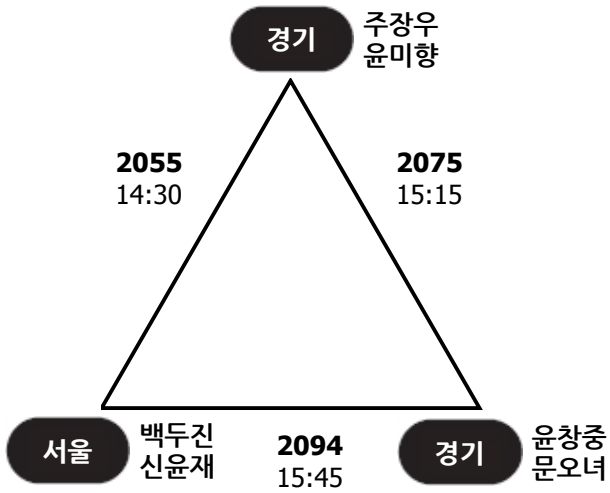 경기
주장우
윤미향
2055
14:30
2075
15:15
서울
백두진
신윤재
2094
15:45
경기
윤창중
문오녀